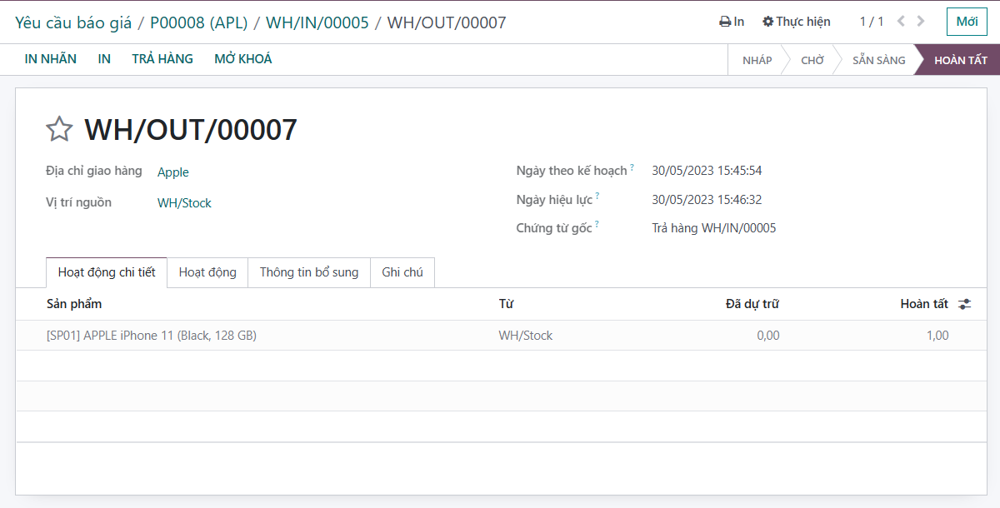 Yêu cầu báo giá / P00008 (APL) / WH/IN/00005 / WH/OUT/00007 In Thực hiện 1 / 1 Mới
IN NHÃN IN TRẢ HÀNG MỞ KHOÁ NHÁP CHỜ SẴN SÀNG HOÀN TẤT
WH/OUT/00007
Địa chỉ giao hàng Apple Ngày theo kế hoạch ? 30/05/2023 15:45:54
Vị trí nguồn WH/Stock Ngày hiệu lực ? 30/05/2023 15:46:32
Chứng từ gốc ? Trả hàng WH/IN/00005
Hoạt động chi tiết Hoạt động Thông tin bổ sung Ghi chú
Sản phẩm Từ Đã dự trữ Hoàn tất
[SP01] APPLE iPhone 11 (Black, 128 GB) WH/Stock 0,00 1,00